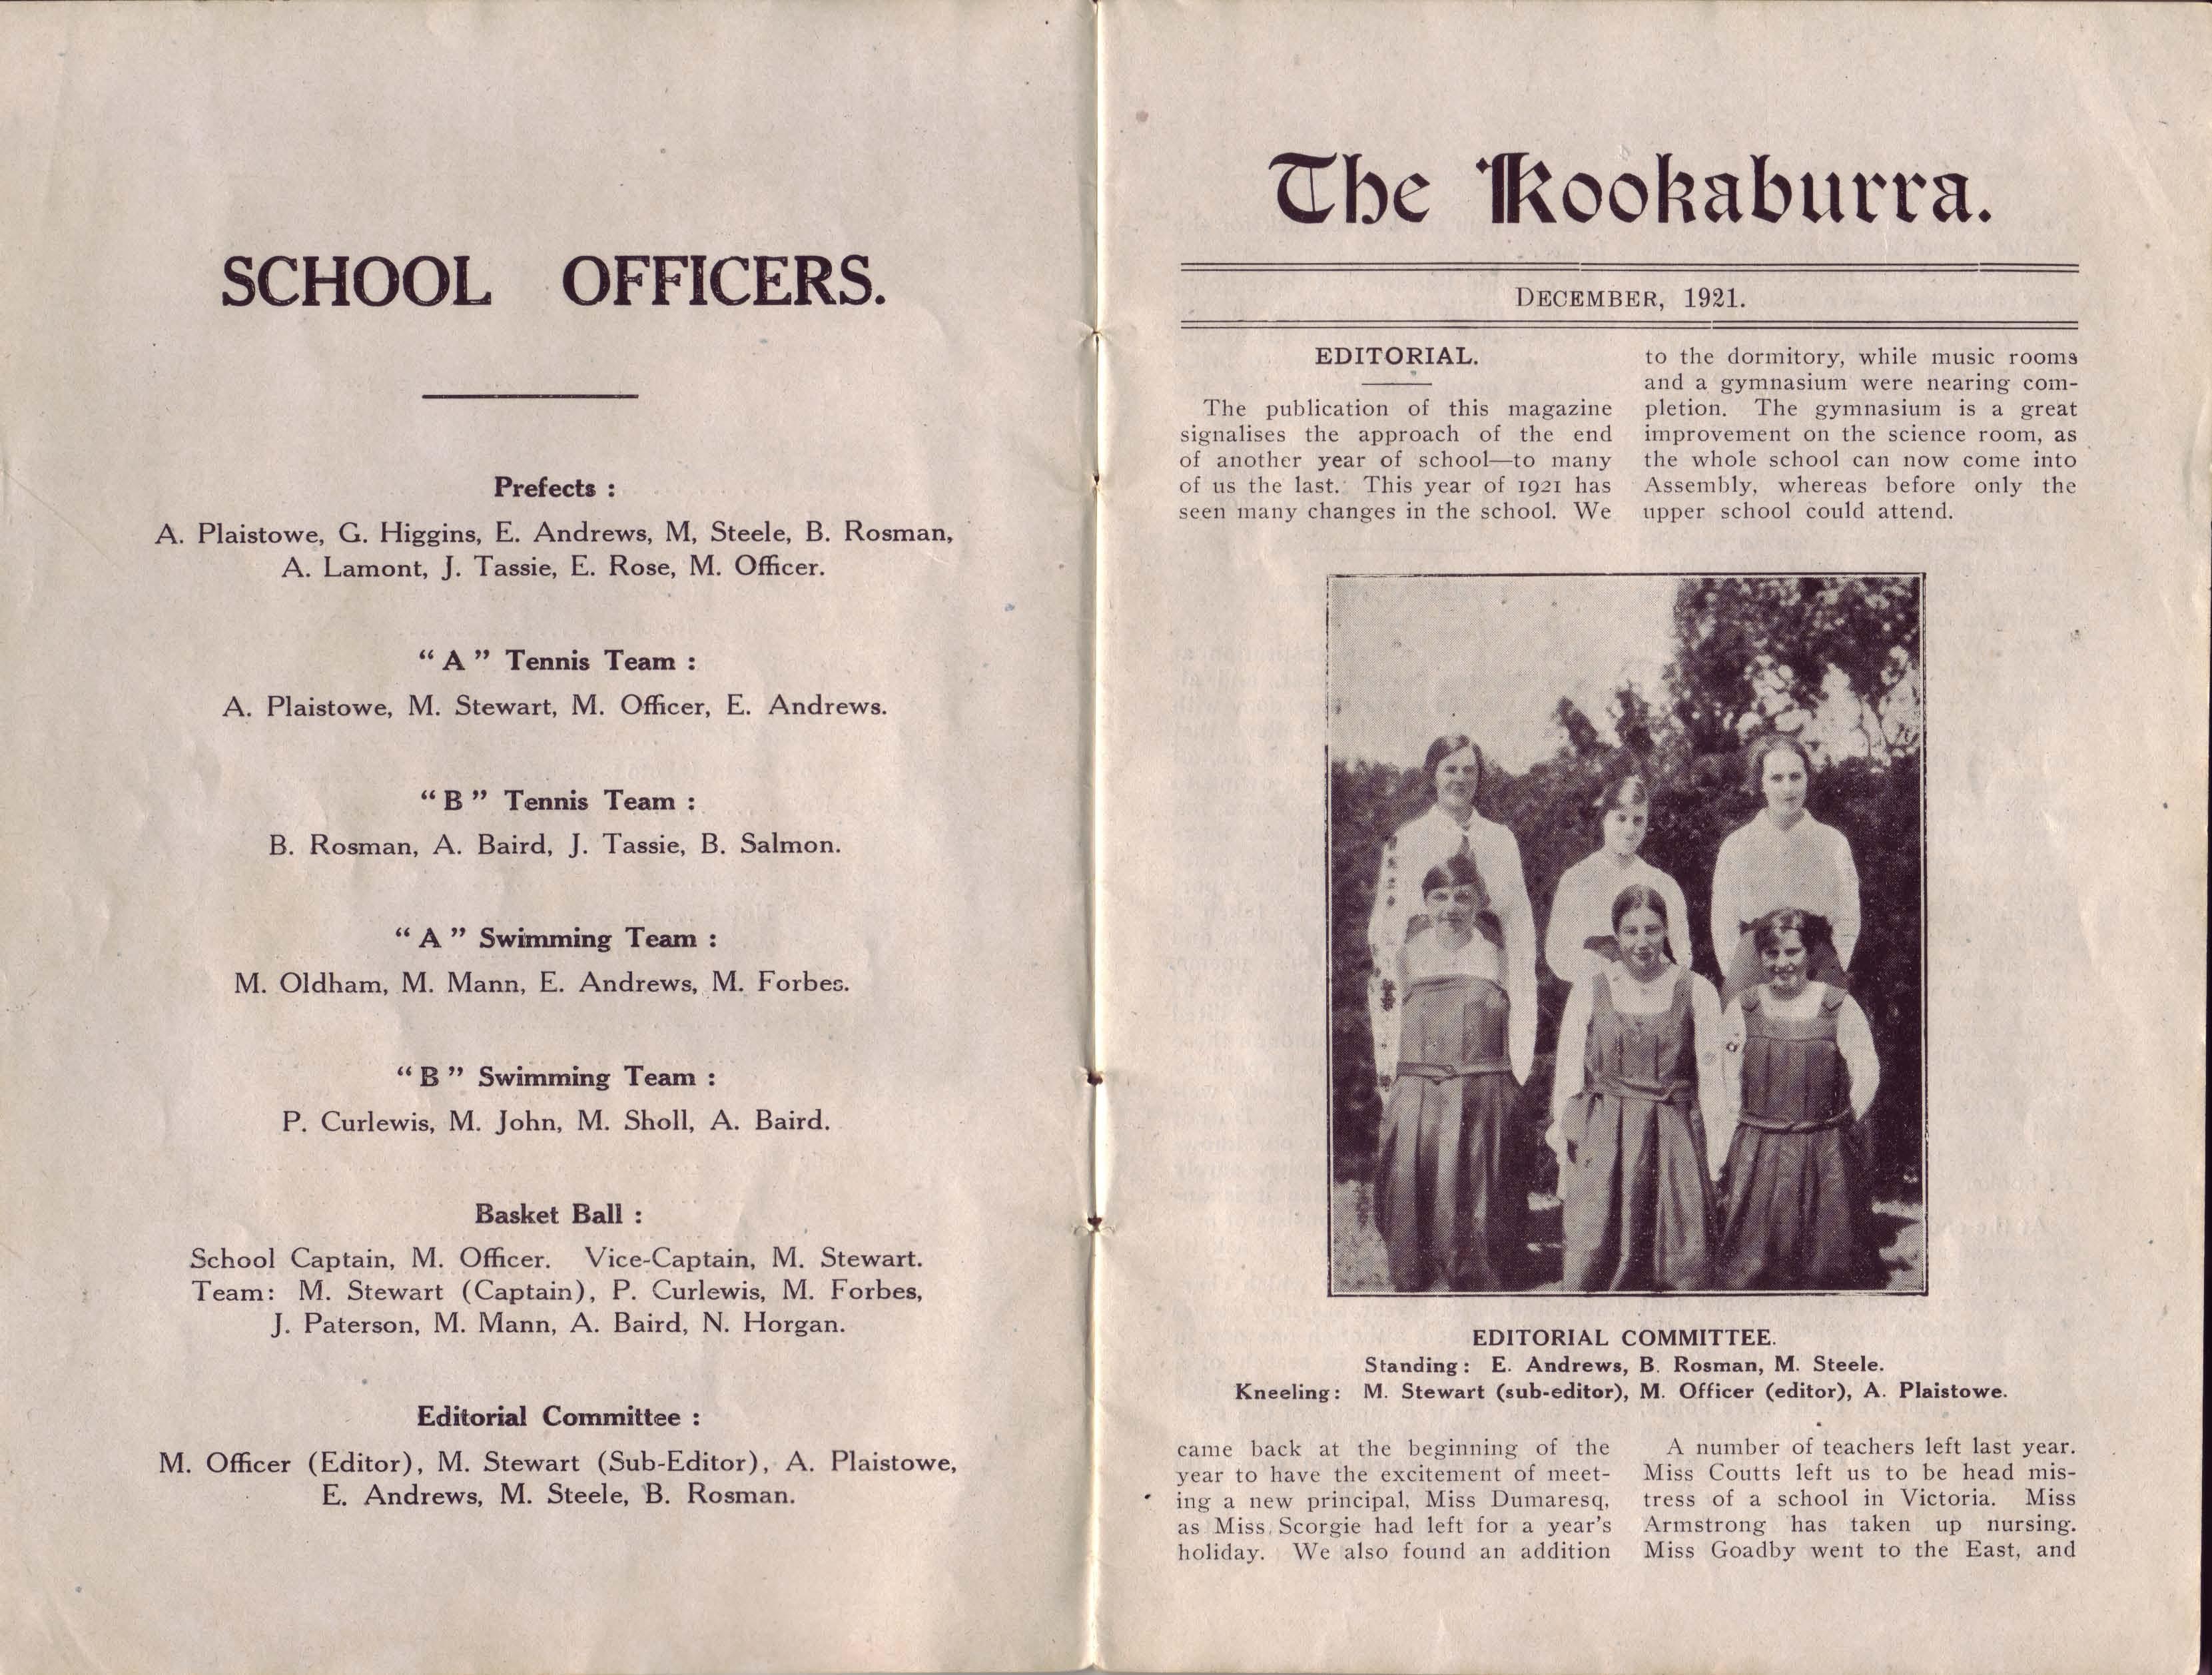 SCHOOL OFFICERS.
Prefects :
A. Plaistowe, G. Higgins, E. Andrews, M, Steele, B. Rosman,
A. Lamont, J. Tassie, E. Rose, M. Officer.
“ A ” Tennis Team :
A. Plaistowe, M. Stewart, M. Officer, E. Andrews.
“ B ” Tennis Team :
B. Rosman, A. Baird, J. Tassie, B. Salmon.
“ A ” Swimming Team :
M. Oldham, M. Mann, E. Andrews, M. Forbes.
“ B ” Swimming Team :
P. Curlewis, M. John, M. Sholl, A. Baird.
Basket Ball :
School Captain, M. Officer. Vice-Captain, M. Stewart.
Team: M. Stewart (Captain), P. Curlewis, M. Forbes,
J. Paterson, M. Mann, A. Baird, N. Horgan.
Editorial Committee :
M. Officer (Editor), M. Stewart (Sub-Editor), A. Plaistowe,
E. Andrews, M. Steele, B. Rosman.
The Kookaburra.
DECEMBER, 1921.
EDITORIAL.
The publication of this magazine
signalises the approach of the end
of another year of school—to many
of us the last. This year of 1921 has
seen many changes in the school. We
to the dormitory, while music rooms
and a gymnasium were nearing com-
pletion. The gymnasium is a great
improvement on the science room, as
the whole school can now come into
Assembly, whereas before only the
upper school could attend.
EDITORIAL COMMITTEE.
Standing: E. Andrews, B. Rosman, M. Steele.
Kneeling: M. Stewart (sub-editor), M. Officer (editor), A. Plaistowe.
came back at the beginning of the
year to have the excitement of meet-
ing a new principal, Miss Dumaresq,
as Miss Scorgie had left for a year's
holiday. We also found an addition
A number of teachers left last year.
Miss Coutts left us to be head mis-
tress of a school in Victoria. Miss
Armstrong has taken up nursing.
Miss Goadby went to the East, and